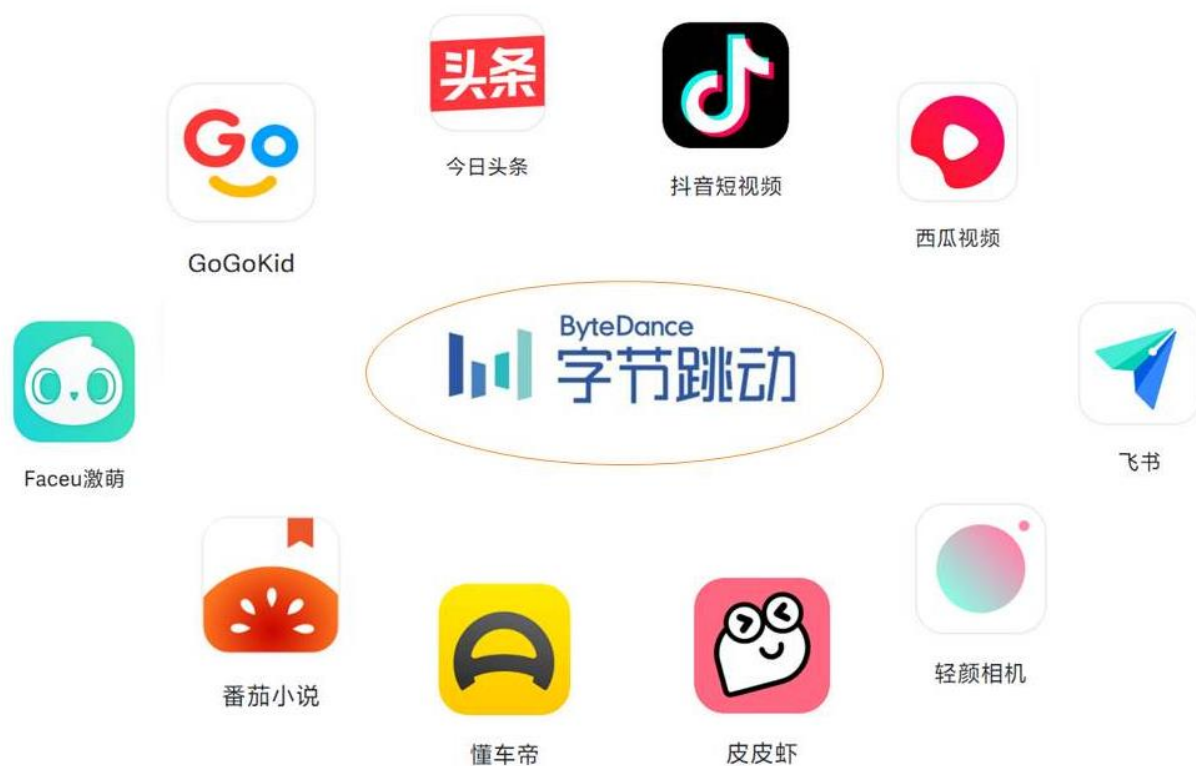 头条
今日头条
抖音短视频
Go
GoGoKid
西瓜视频
ByteDance
字节跳动
Faceu激萌
飞书
番茄小说
轻颜相机
懂车帝
皮皮虾